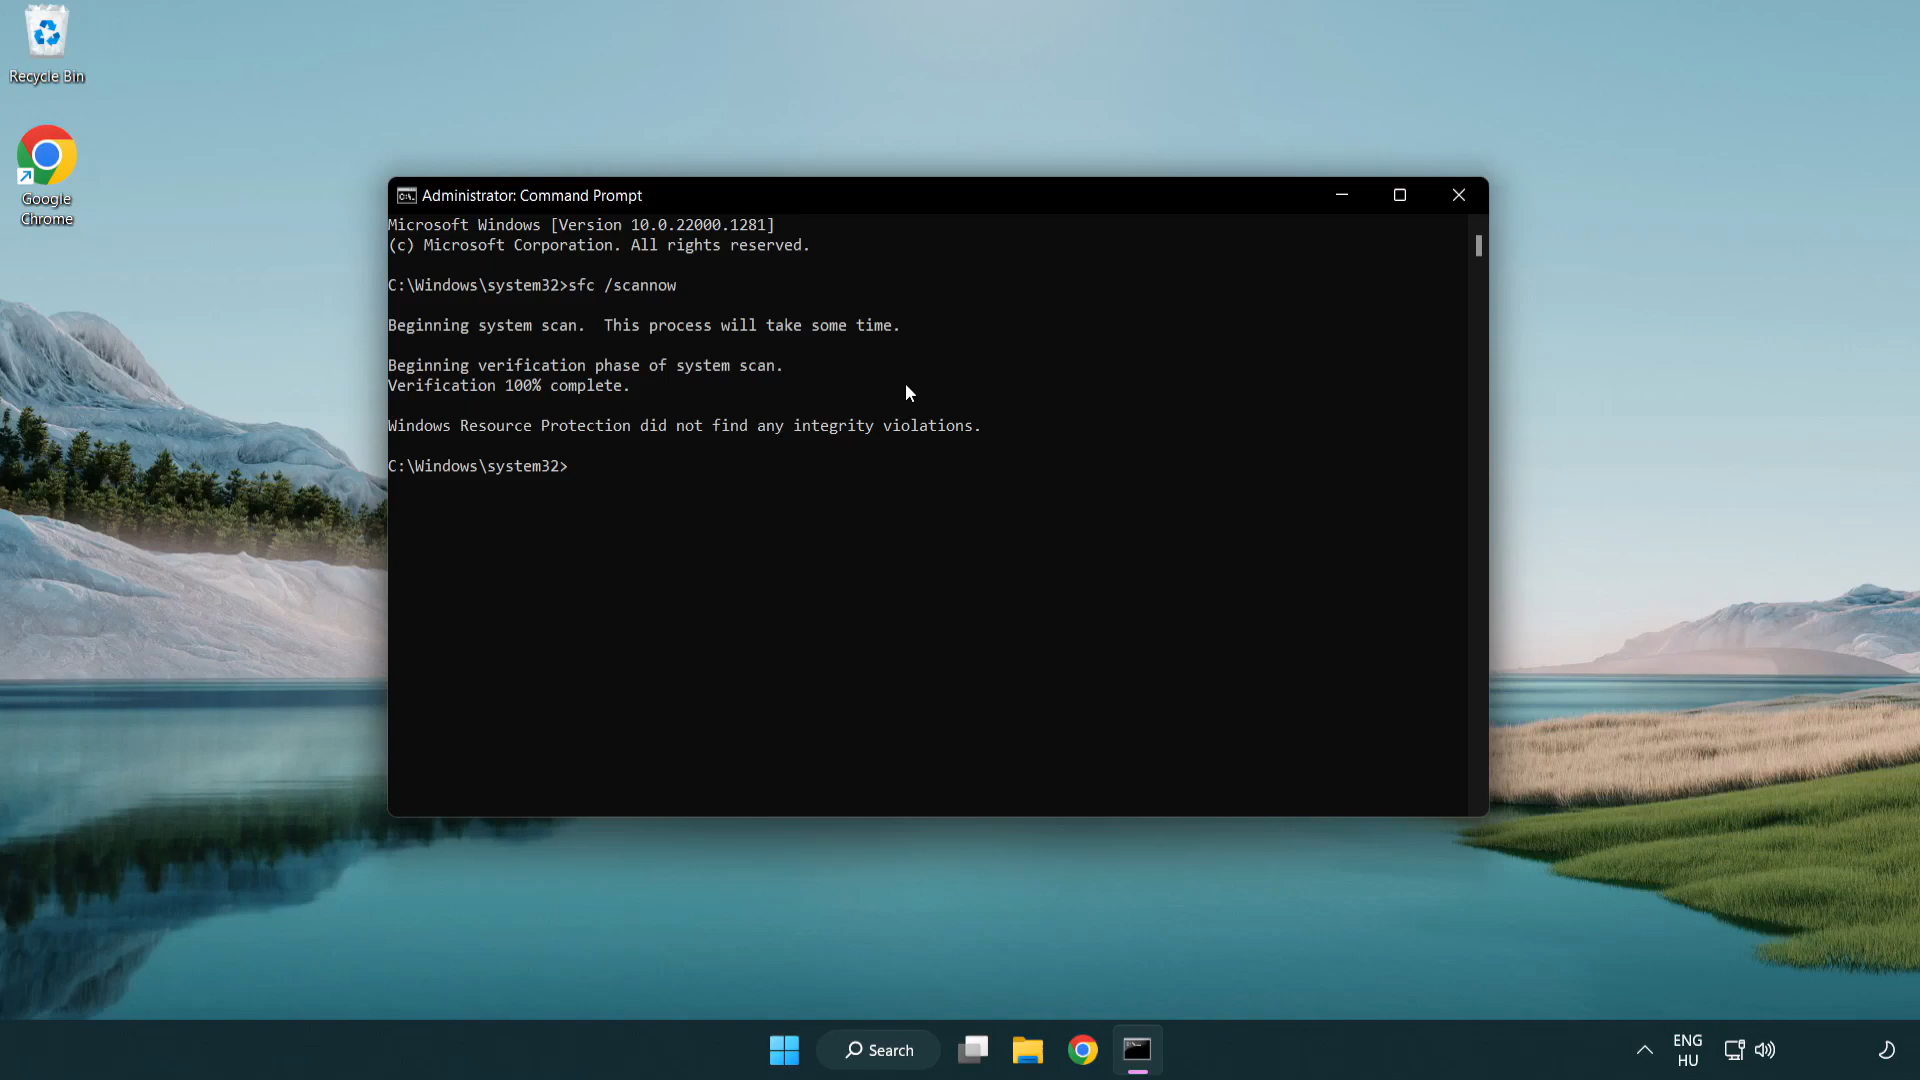 Recycle Bin
Google
Chrome
Administrator: Command Prompt
Microsoft Windows [Version 10.0.22000.1281]
(c) Microsoft Corporation. All rights reserved.
C:\Windows\system32>sfc /scannow
Beginning system scan.  This process will take some time.
Beginning verification phase of system scan.
Verification 100% complete.
Windows Resource Protection did not find any integrity violations.
C:\Windows\system32>
Search
ENG
HU